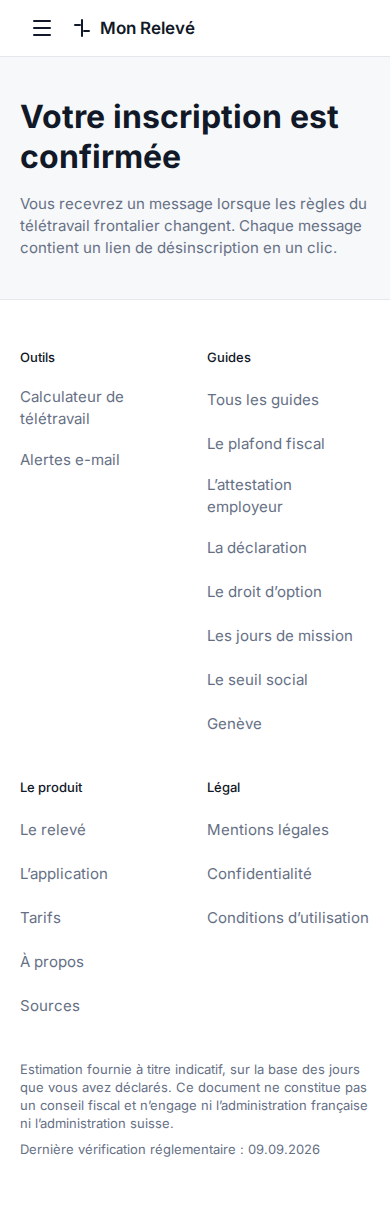 Mon Relevé
Votre inscription est
confirmée
Vous recevrez un message lorsque les règles du
télétravail frontalier changent. Chaque message
contient un lien de désinscription en un clic.
Outils
Calculateur de
télétravail
Alertes e-mail
Guides
Tous les guides
Le plafond fiscal
L’attestation
employeur
La déclaration
Le droit d’option
Les jours de mission
Le seuil social
Genève
Le produit
Le relevé
L’application
Tarifs
À propos
Sources
Légal
Mentions légales
Confidentialité
Conditions d’utilisation
Estimation fournie à titre indicatif, sur la base des jours
que vous avez déclarés. Ce document ne constitue pas
un conseil fiscal et n’engage ni l’administration française
ni l’administration suisse.
Dernière vérification réglementaire : 09.09.2026